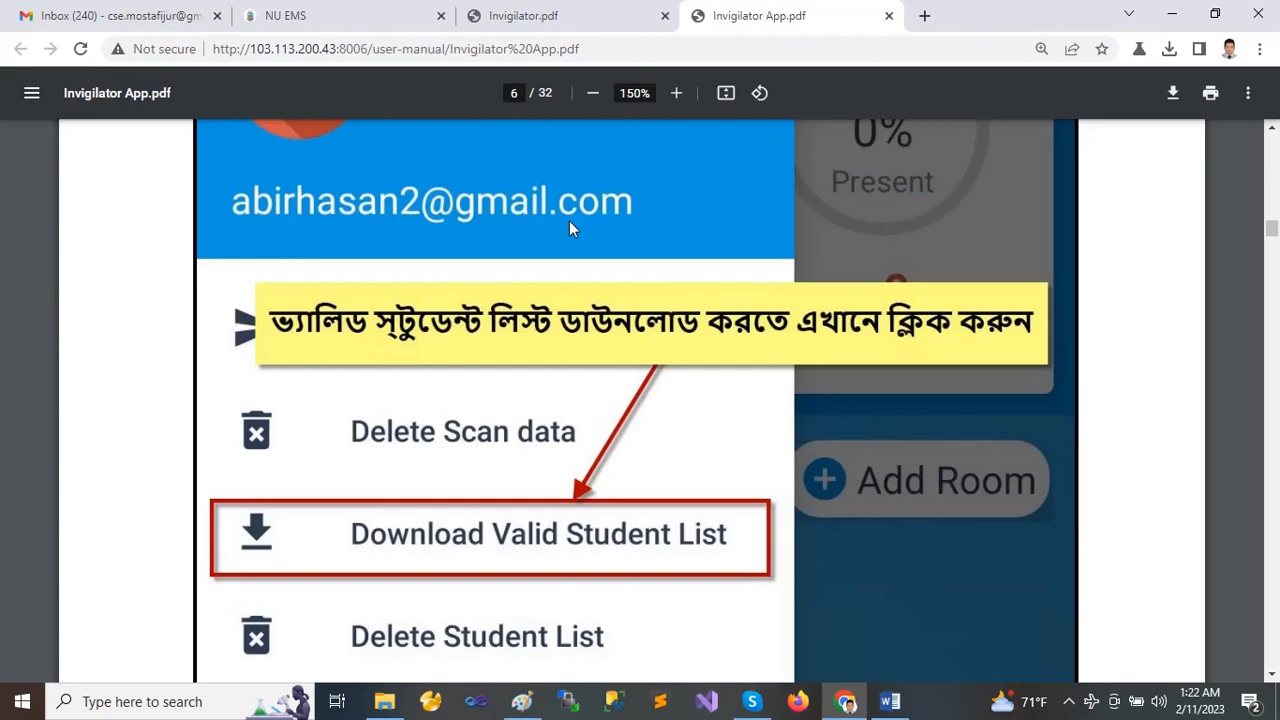 Inbox (240) - cse.mostafijur@gm
NU EMS
Invigilator.pdf
Invigilator App.pdf
Not secure
http://103.113.200.43:8006/user-manual/Invigilator%20App.pdf
Invigilator App.pdf
6 / 32
150%
0%
Present
abirhasan2@gmail.com
ভ্যালিড স্টুডেন্ট লিস্ট ডাউনলোড করতে এখানে ক্লিক করুন
Delete Scan data
Add Room
Download Valid Student List
Delete Student List
Type here to search
71°F
1:22 AM
2/11/2023
2